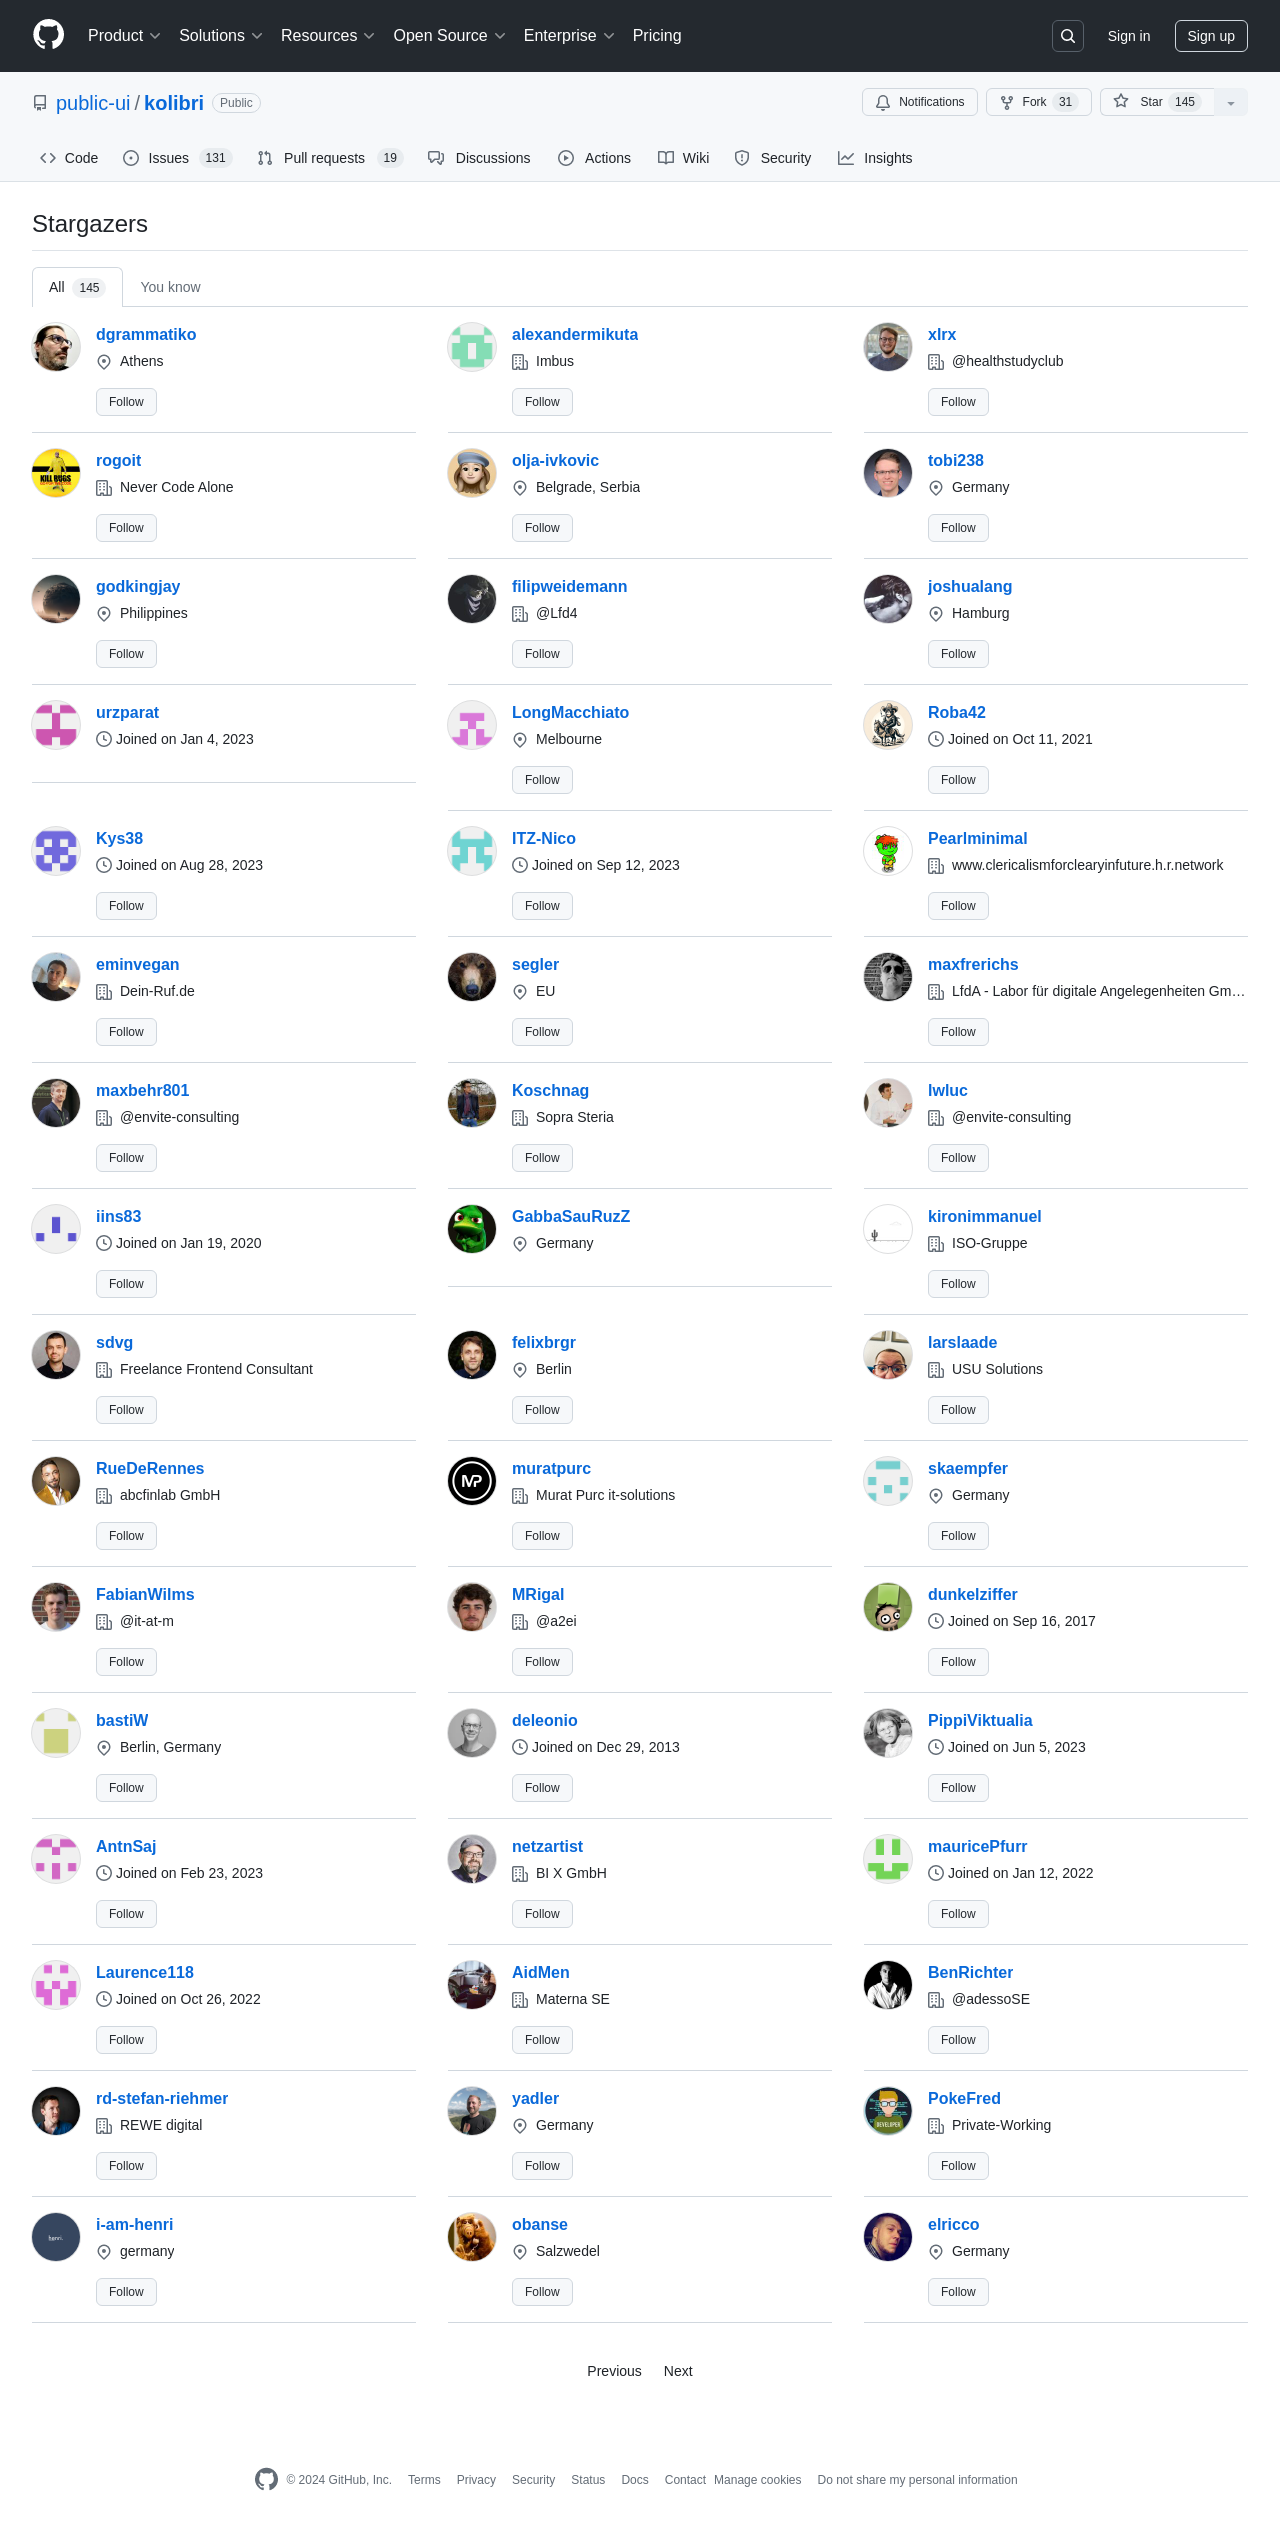 Product Solutions Resources Open Source Enterprise Pricing Sign in Sign up
public-ui / kolibri Public Notifications Fork 31 Star 145
Code Issues 131 Pull requests 19 Discussions Actions Wiki Security Insights
Stargazers
All 145 You know
dgrammatiko alexandermikuta xlrx
Athens Imbus @healthstudyclub
Follow Follow Follow
rogoit olja-ivkovic tobi238
Never Code Alone Belgrade, Serbia Germany
Follow Follow Follow
godkingjay filipweidemann joshualang
Philippines @Lfd4 Hamburg
Follow Follow Follow
urzparat LongMacchiato Roba42
Joined on Jan 4, 2023 Melbourne Joined on Oct 11, 2021
Follow Follow
Kys38 ITZ-Nico Pearlminimal
Joined on Aug 28, 2023 Joined on Sep 12, 2023 www.clericalismforclearyinfuture.h.r.network
Follow Follow Follow
eminvegan segler maxfrerichs
Dein-Ruf.de EU LfdA - Labor für digitale Angelegenheiten Gm…
Follow Follow Follow
maxbehr801 Koschnag lwluc
@envite-consulting Sopra Steria @envite-consulting
Follow Follow Follow
iins83 GabbaSauRuzZ kironimmanuel
Joined on Jan 19, 2020 Germany ISO-Gruppe
Follow Follow
sdvg felixbrgr larslaade
Freelance Frontend Consultant Berlin USU Solutions
Follow Follow Follow
RueDeRennes muratpurc skaempfer
abcfinlab GmbH Murat Purc it-solutions Germany
Follow Follow Follow
FabianWilms MRigal dunkelziffer
@it-at-m @a2ei Joined on Sep 16, 2017
Follow Follow Follow
bastiW deleonio PippiViktualia
Berlin, Germany Joined on Dec 29, 2013 Joined on Jun 5, 2023
Follow Follow Follow
AntnSaj netzartist mauricePfurr
Joined on Feb 23, 2023 BI X GmbH Joined on Jan 12, 2022
Follow Follow Follow
Laurence118 AidMen BenRichter
Joined on Oct 26, 2022 Materna SE @adessoSE
Follow Follow Follow
rd-stefan-riehmer yadler PokeFred
REWE digital Germany Private-Working
Follow Follow Follow
i-am-henri obanse elricco
germany Salzwedel Germany
Follow Follow Follow
Previous Next
© 2024 GitHub, Inc. Terms Privacy Security Status Docs Contact Manage cookies Do not share my personal information